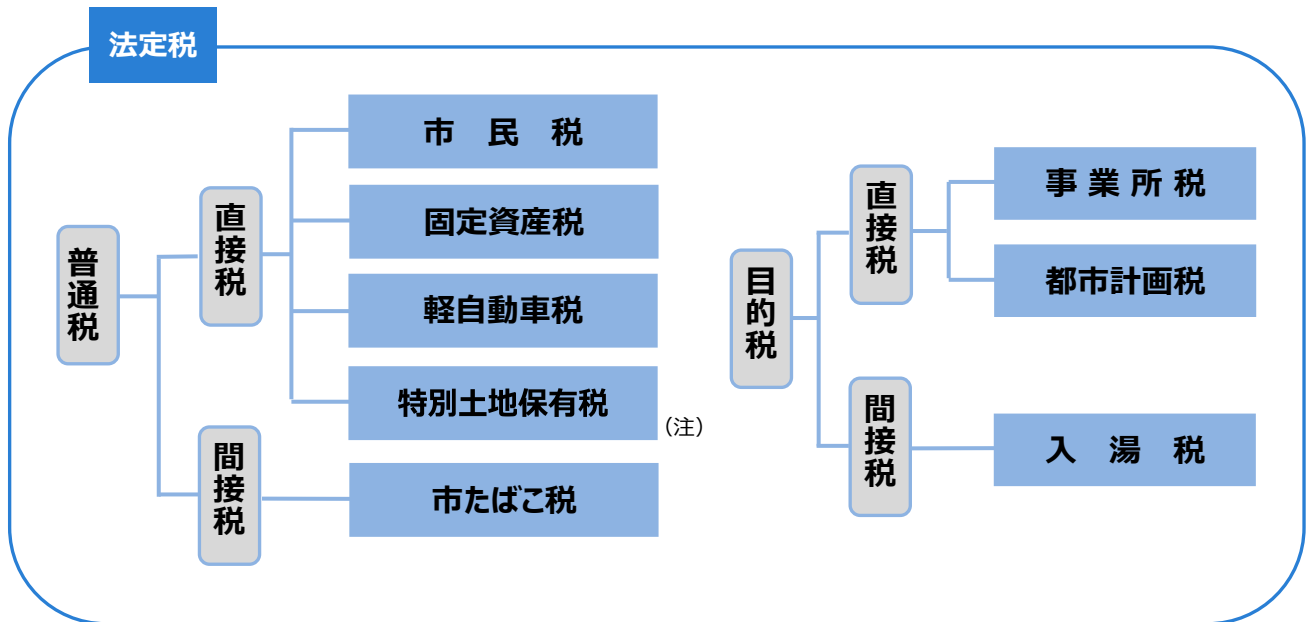 法定税
普通税
直接税
市　民　税
固定資産税
軽自動車税
特別土地保有税
（注）
間接税
市たばこ税
目的税
直接税
事 業 所 税
都市計画税
間接税
入　湯　税